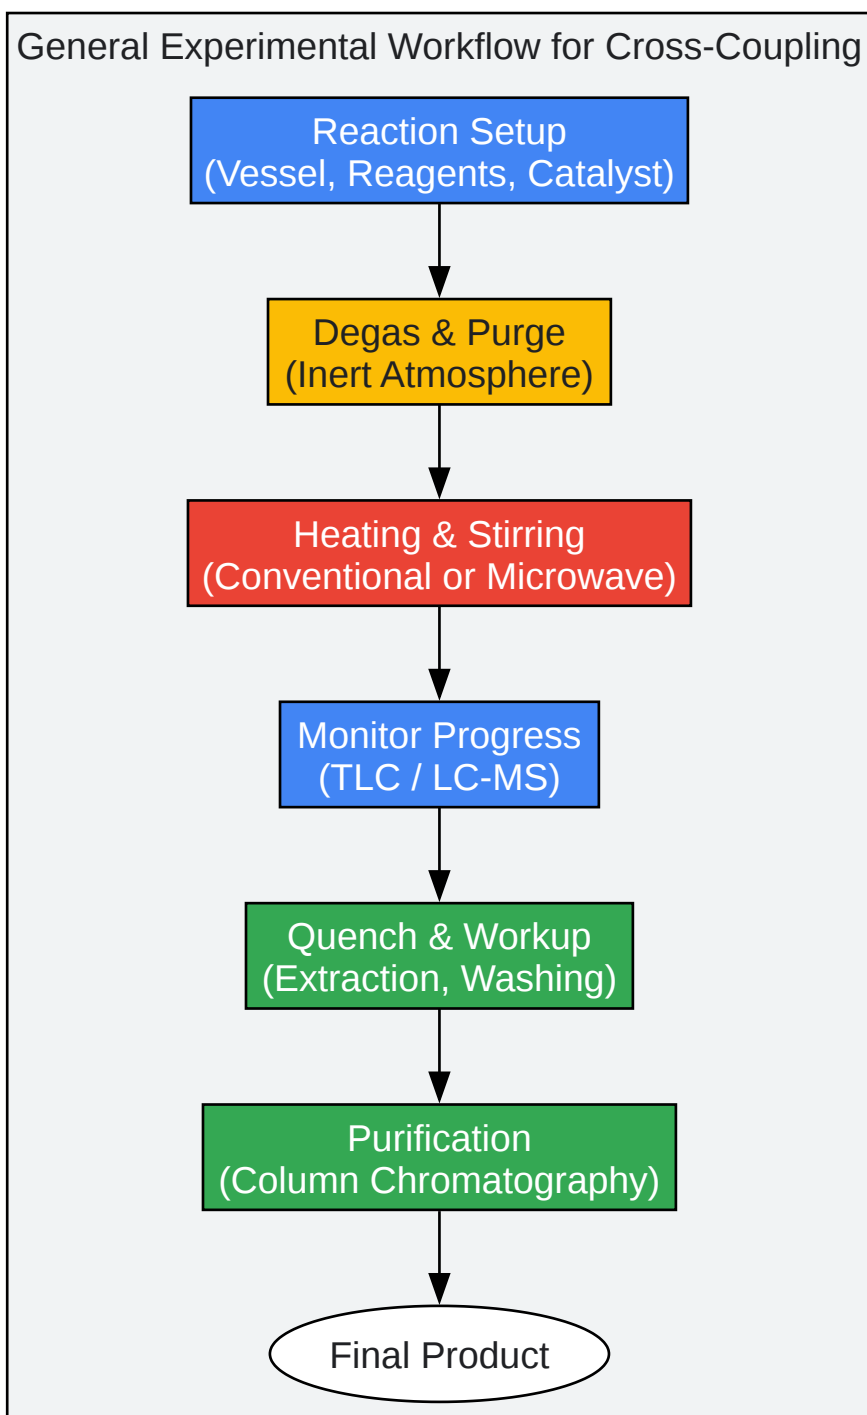 General Experimental Workflow for Cross-Coupling
Reaction Setup
(Vessel, Reagents, Catalyst)
Degas & Purge
(Inert Atmosphere)
Heating & Stirring
(Conventional or Microwave)
Monitor Progress
(TLC / LC-MS)
Quench & Workup
(Extraction, Washing)
Purification
(Column Chromatography)
Final Product